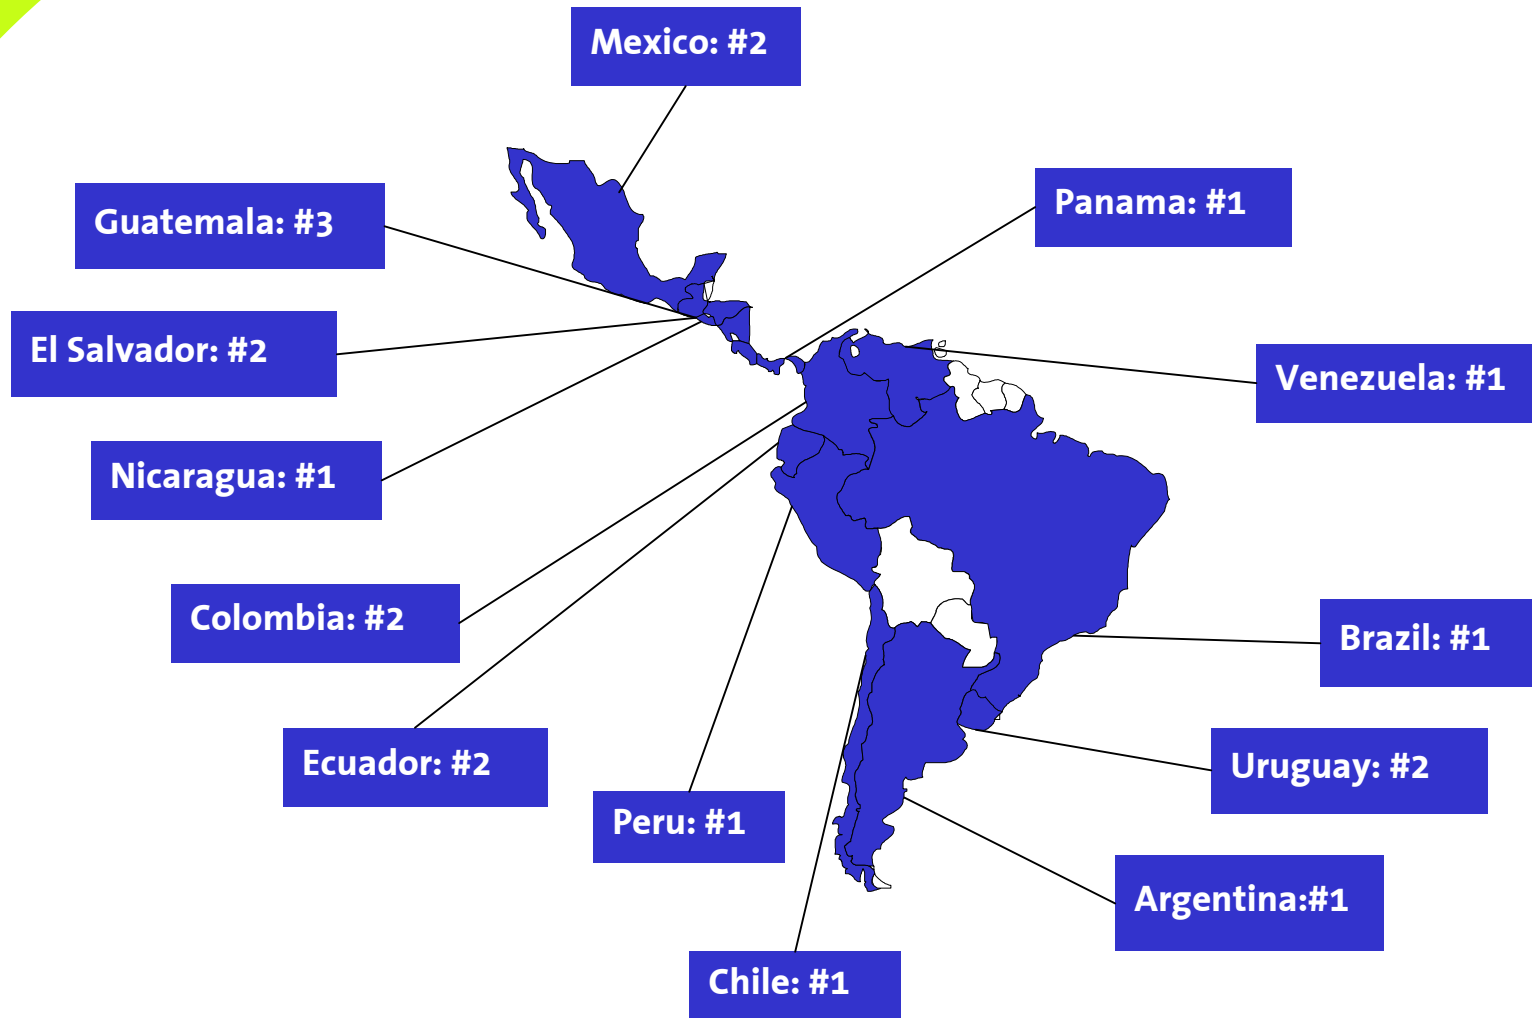 Mexico: #2
Panama: #1
Guatemala: #3
El Salvador: #2
Venezuela: #1
Nicaragua: #1
Colombia: #2
Brazil: #1
Ecuador: #2
Uruguay: #2
Peru: #1
Argentina:#1
Chile: #1